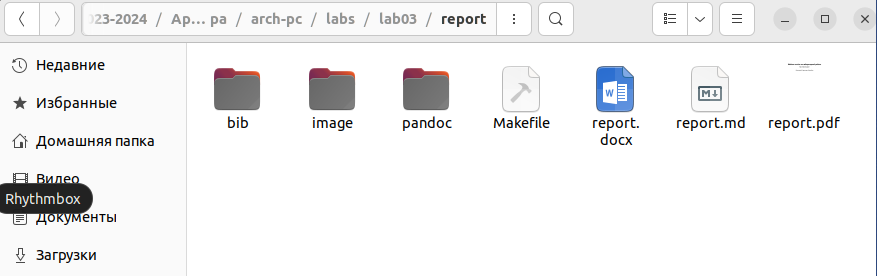 023-2024 / Ap… pa / arch-pc / labs / lab03 / report
Недавние
Избранные
Домашняя папка
Видео
Rhythmbox
Документы
Загрузки
bib
image
pandoc
Makefile
report.
docx
report.md
report.pdf